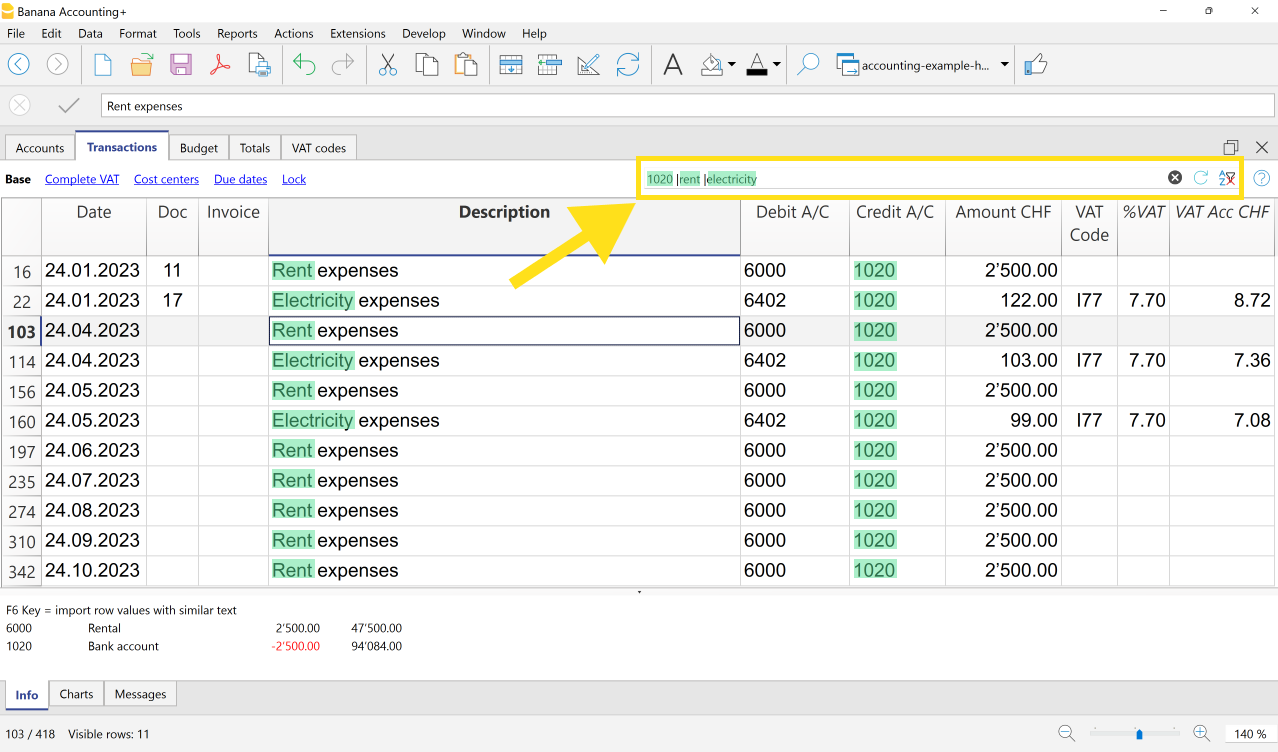 Banana Accounting+
File Edit Data Format Tools Reports Actions Extensions Develop Window Help
A A accounting-example-h...
Rent expenses
Accounts Transactions Budget Totals VAT codes
Base Complete VAT Cost centers Due dates Lock 1020 |rent |electricity AZ ?
Date Doc Invoice Description Debit A/C Credit A/C Amount CHF VAT Code %VAT VAT Acc CHF
16 24.01.2023 11 Rent expenses 6000 1020 2’500.00
22 24.01.2023 17 Electricity expenses 6402 1020 122.00 I77 7.70 8.72
103 24.04.2023 Rent expenses 6000 1020 2’500.00
114 24.04.2023 Electricity expenses 6402 1020 103.00 I77 7.70 7.36
156 24.05.2023 Rent expenses 6000 1020 2’500.00
160 24.05.2023 Electricity expenses 6402 1020 99.00 I77 7.70 7.08
197 24.06.2023 Rent expenses 6000 1020 2’500.00
235 24.07.2023 Rent expenses 6000 1020 2’500.00
274 24.08.2023 Rent expenses 6000 1020 2’500.00
310 24.09.2023 Rent expenses 6000 1020 2’500.00
342 24.10.2023 Rent expenses 6000 1020 2’500.00
F6 Key = import row values with similar text
6000 Rental 2’500.00 47’500.00
1020 Bank account -2’500.00 94’084.00
Info Charts Messages
103 / 418 Visible rows: 11 140 %